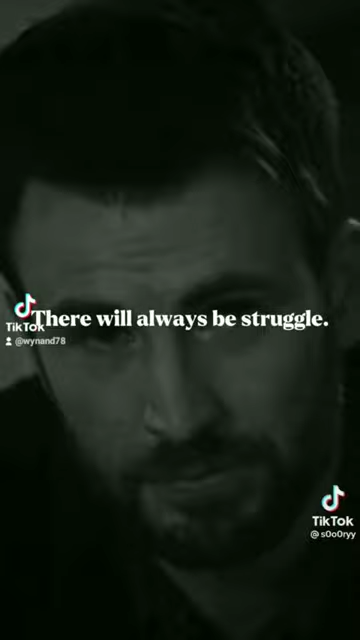 There will always be struggle.
TikTok
@wynand78
TikTok
@s0o0ryy